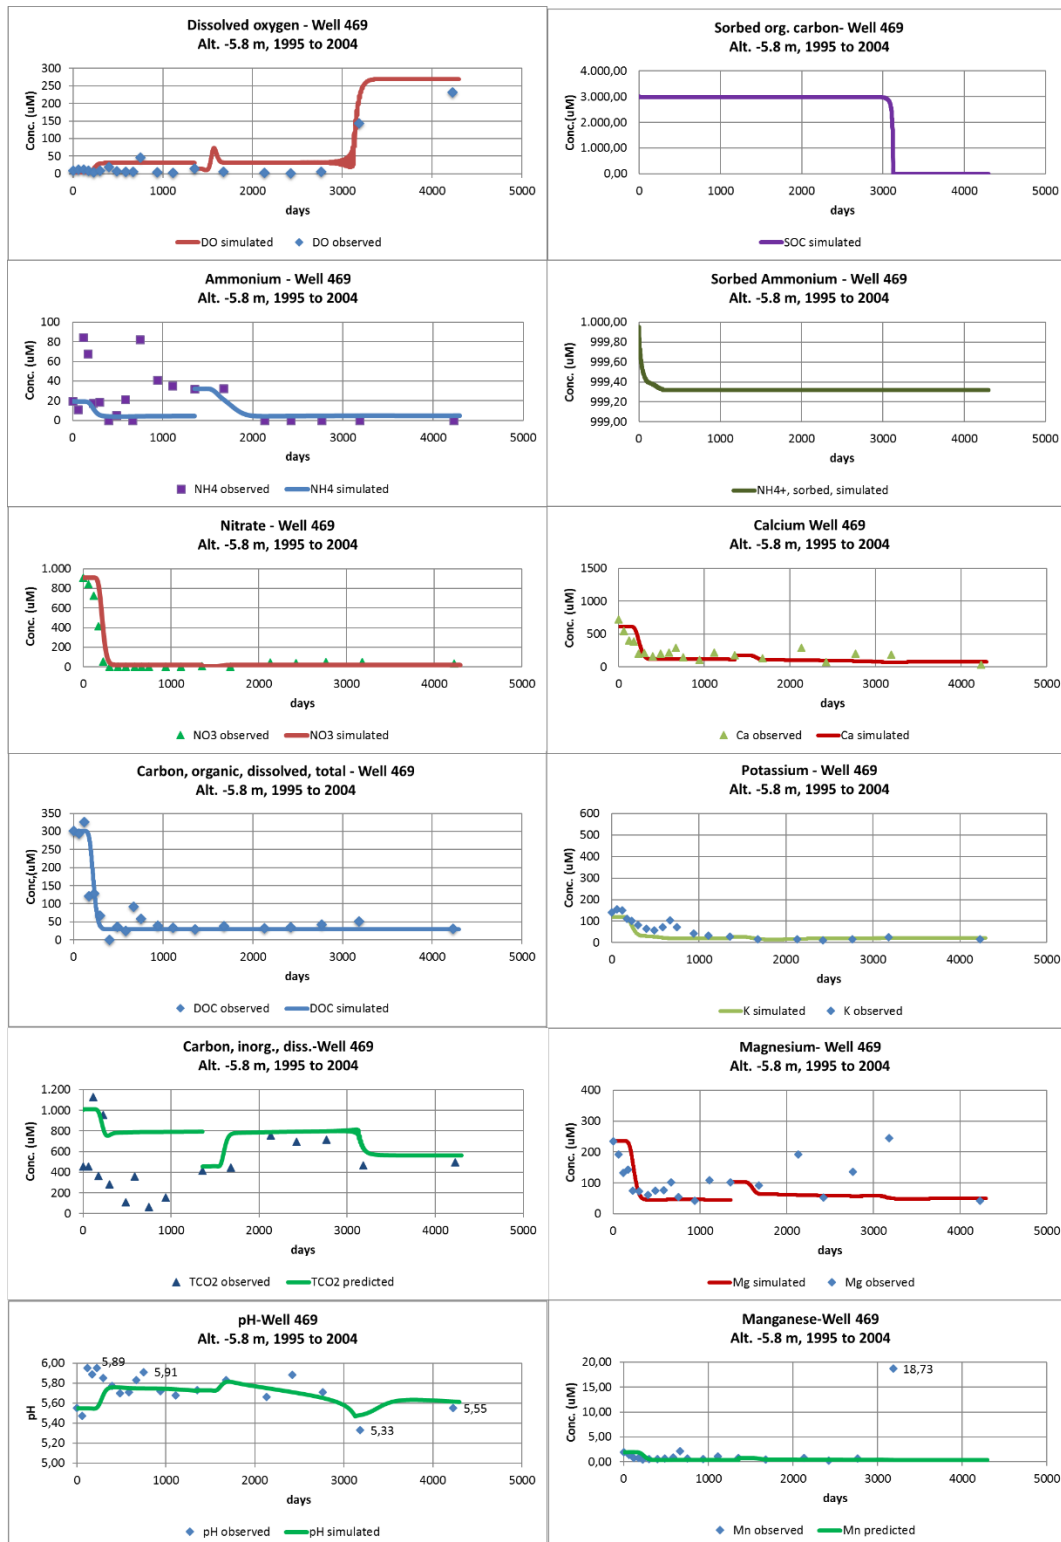 Dissolved oxygen - Well 469
Alt. -5.8 m, 1995 to 2004
Conc. (uM)
300
250
200
150
100
50
0
0 1000 2000 3000 4000 5000
days
DO simulated DO observed
Sorbed org. carbon- Well 469
Alt. -5.8 m, 1995 to 2004
Conc.(uM)
4.000,00
3.000,00
2.000,00
1.000,00
0,00
0 1000 2000 3000 4000 5000
days
SOC simulated
Ammonium - Well 469
Alt. -5.8 m, 1995 to 2004
Conc. (uM)
100
80
60
40
20
0
0 1000 2000 3000 4000 5000
days
NH4 observed NH4 simulated
Sorbed Ammonium - Well 469
Alt. -5.8 m, 1995 to 2004
Conc. (uM)
1.000,00
999,80
999,60
999,40
999,20
999,00
0 1000 2000 3000 4000 5000
days
NH4+, sorbed, simulated
Nitrate - Well 469
Alt. -5.8 m, 1995 to 2004
Conc. (uM)
1.000
800
600
400
200
0
0 1000 2000 3000 4000 5000
days
NO3 observed NO3 simulated
Calcium Well 469
Alt. -5.8 m, 1995 to 2004
Conc. (uM)
1500
1000
500
0
0 1000 2000 3000 4000 5000
days
Ca observed Ca simulated
Carbon, organic, dissolved, total - Well 469
Alt. -5.8 m, 1995 to 2004
Conc,(uM)
350
300
250
200
150
100
50
0
0 1000 2000 3000 4000 5000
days
DOC observed DOC simulated
Potassium - Well 469
Alt. -5.8 m, 1995 to 2004
Conc. (uM)
600
500
400
300
200
100
0
0 1000 2000 3000 4000 5000
days
K simulated K observed
Carbon, inorg., diss.-Well 469
Alt. -5.8 m, 1995 to 2004
Conc. (uM)
1.200
1.000
800
600
400
200
0
0 1000 2000 3000 4000 5000
days
TCO2 observed TCO2 predicted
Magnesium- Well 469
Alt. -5.8 m, 1995 to 2004
Conc. (uM)
400
300
200
100
0
0 1000 2000 3000 4000 5000
days
Mg simulated Mg observed
pH-Well 469
Alt. -5.8 m, 1995 to 2004
pH
6,00
5,80
5,60
5,40
5,20
5,00
5,89
5,91
5,33
5,55
0 1000 2000 3000 4000 5000
days
pH observed pH simulated
Manganese-Well 469
Alt. -5.8 m, 1995 to 2004
Conc. (uM)
20,00
15,00
10,00
5,00
0,00
18,73
0 1000 2000 3000 4000 5000
days
Mn observed Mn predicted